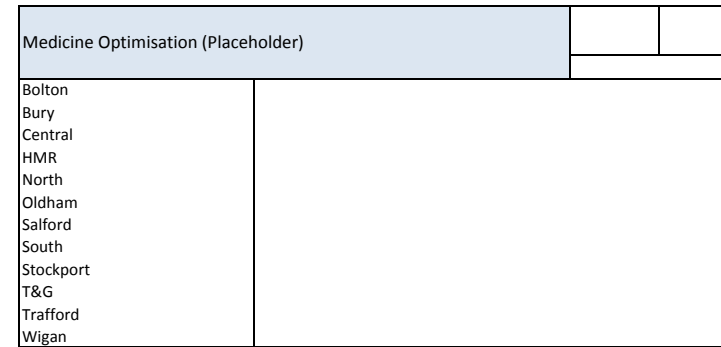 Medicine Optimisation (Placeholder)
Bolton
Bury
Central
HMR
North
Oldham
Salford
South
Stockport
T&G
Trafford
Wigan